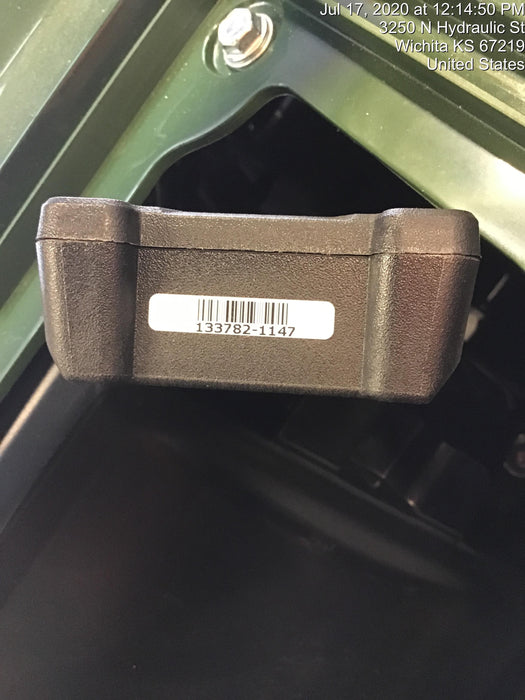 Jul 17, 2020 at 12:14:50 PM
3250 N Hydraulic St
Wichita KS 67219
United States
133782-1147